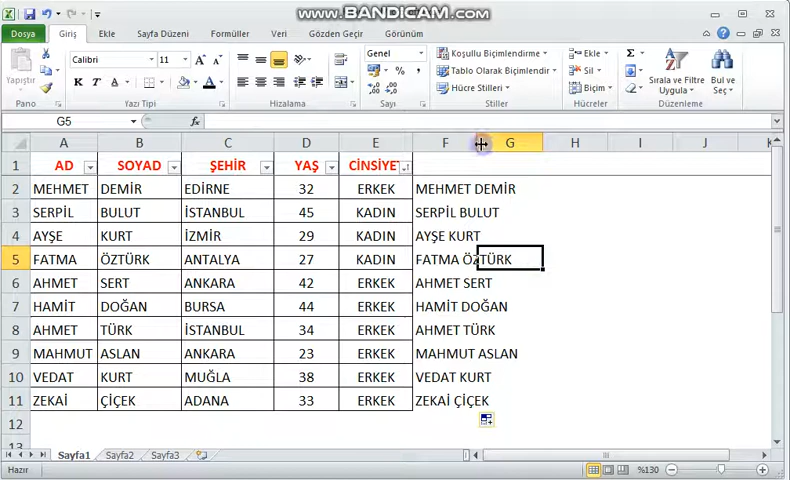 www.BANDICAM.com
Dosya Giriş Ekle Sayfa Düzeni Formüller Veri Gözden Geçir Görünüm
Yapıştır
Calibri 11
K T A
Genel
% 000
Koşullu Biçimlendirme
Tablo Olarak Biçimlendir
Hücre Stilleri
Ekle
Sil
Biçim
Σ
Sırala ve Filtre Uygula
Bul ve Seç
Pano Yazı Tipi Hizalama Sayı Stiller Hücreler Düzenleme
G5 fx
A B C D E F G H I J K
1 AD SOYAD ŞEHİR YAŞ CİNSİYET
2 MEHMET DEMİR EDİRNE 32 ERKEK MEHMET DEMİR
3 SERPİL BULUT İSTANBUL 45 KADIN SERPİL BULUT
4 AYŞE KURT İZMİR 29 KADIN AYŞE KURT
5 FATMA ÖZTÜRK ANTALYA 27 KADIN FATMA ÖZTÜRK
6 AHMET SERT ANKARA 42 ERKEK AHMET SERT
7 HAMİT DOĞAN BURSA 44 ERKEK HAMİT DOĞAN
8 AHMET TÜRK İSTANBUL 34 ERKEK AHMET TÜRK
9 MAHMUT ASLAN ANKARA 23 ERKEK MAHMUT ASLAN
10 VEDAT KURT MUĞLA 38 ERKEK VEDAT KURT
11 ZEKAİ ÇİÇEK ADANA 33 ERKEK ZEKAİ ÇİÇEK
12
13
Sayfa1 Sayfa2 Sayfa3
Hazır %130